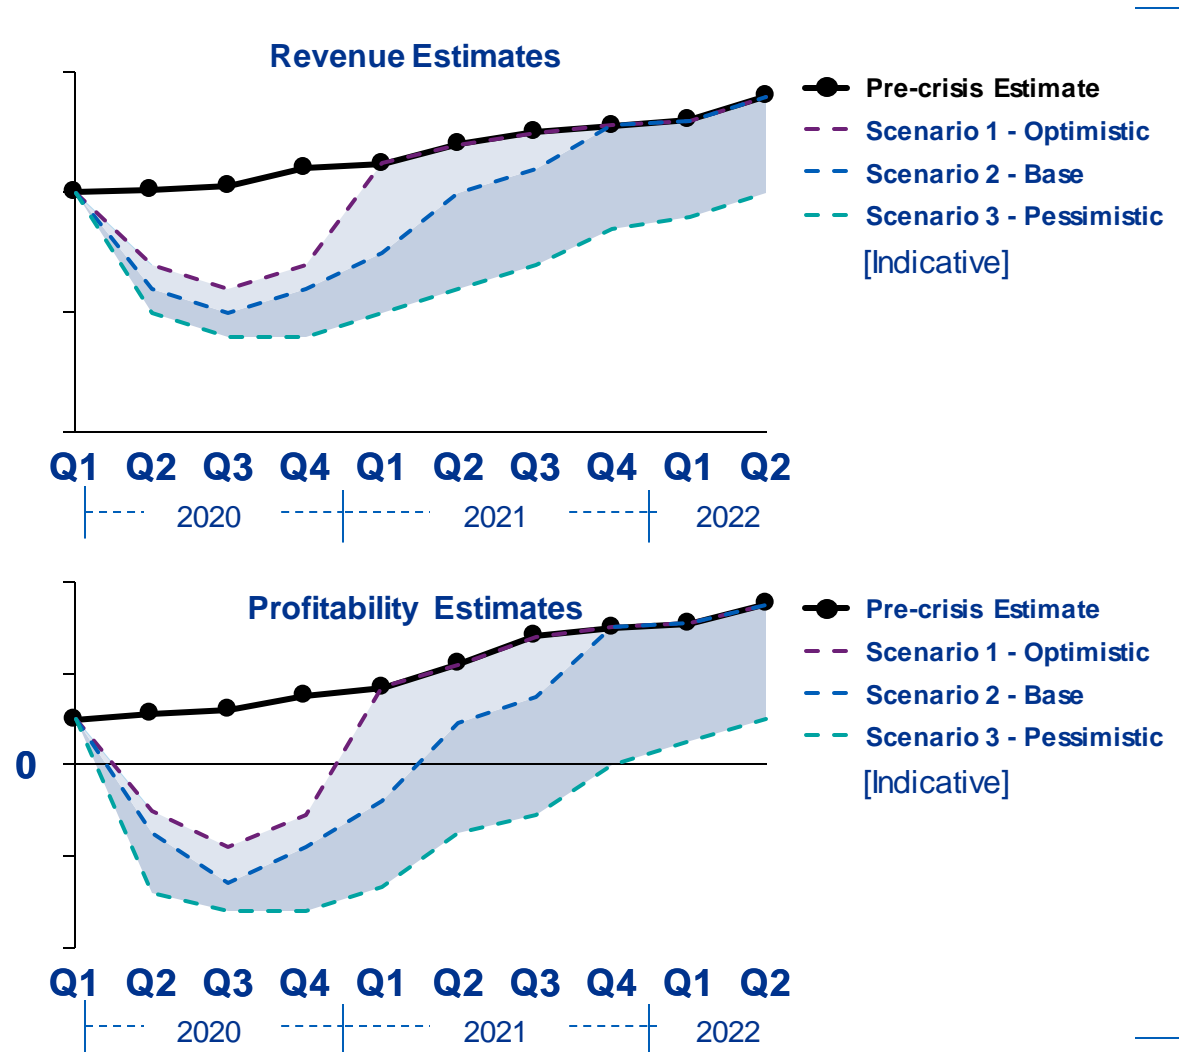 Revenue Estimates
Pre-crisis Estimate
Scenario 1 - Optimistic
Scenario 2 - Base
Scenario 3 - Pessimistic
[Indicative]
Q1 Q2 Q3 Q4 Q1 Q2 Q3 Q4 Q1 Q2
2020 2021 2022
Profitability Estimates
Pre-crisis Estimate
Scenario 1 - Optimistic
Scenario 2 - Base
Scenario 3 - Pessimistic
[Indicative]
0
Q1 Q2 Q3 Q4 Q1 Q2 Q3 Q4 Q1 Q2
2020 2021 2022